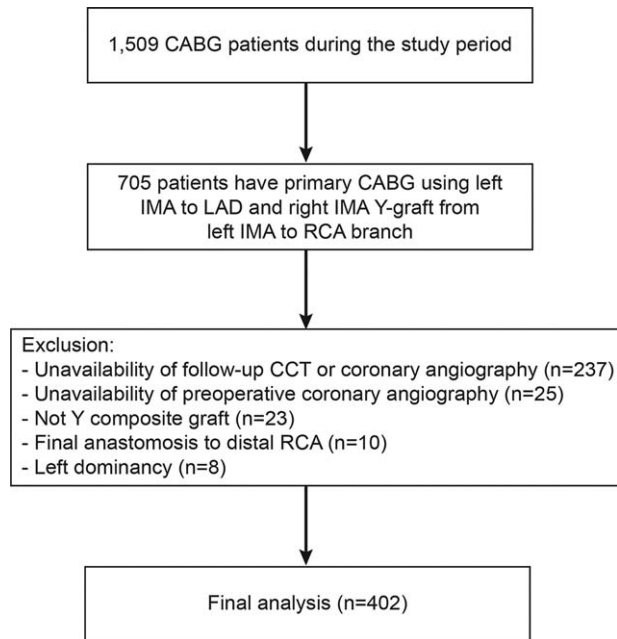 1,509 CABG patients during the study period
705 patients have primary CABG using left
IMA to LAD and right IMA Y-graft from
left IMA to RCA branch
Exclusion:
- Unavailability of follow-up CCT or coronary angiography (n=237)
- Unavailability of preoperative coronary angiography (n=25)
- Not Y composite graft (n=23)
- Final anastomosis to distal RCA (n=10)
- Left dominancy (n=8)
Final analysis (n=402)